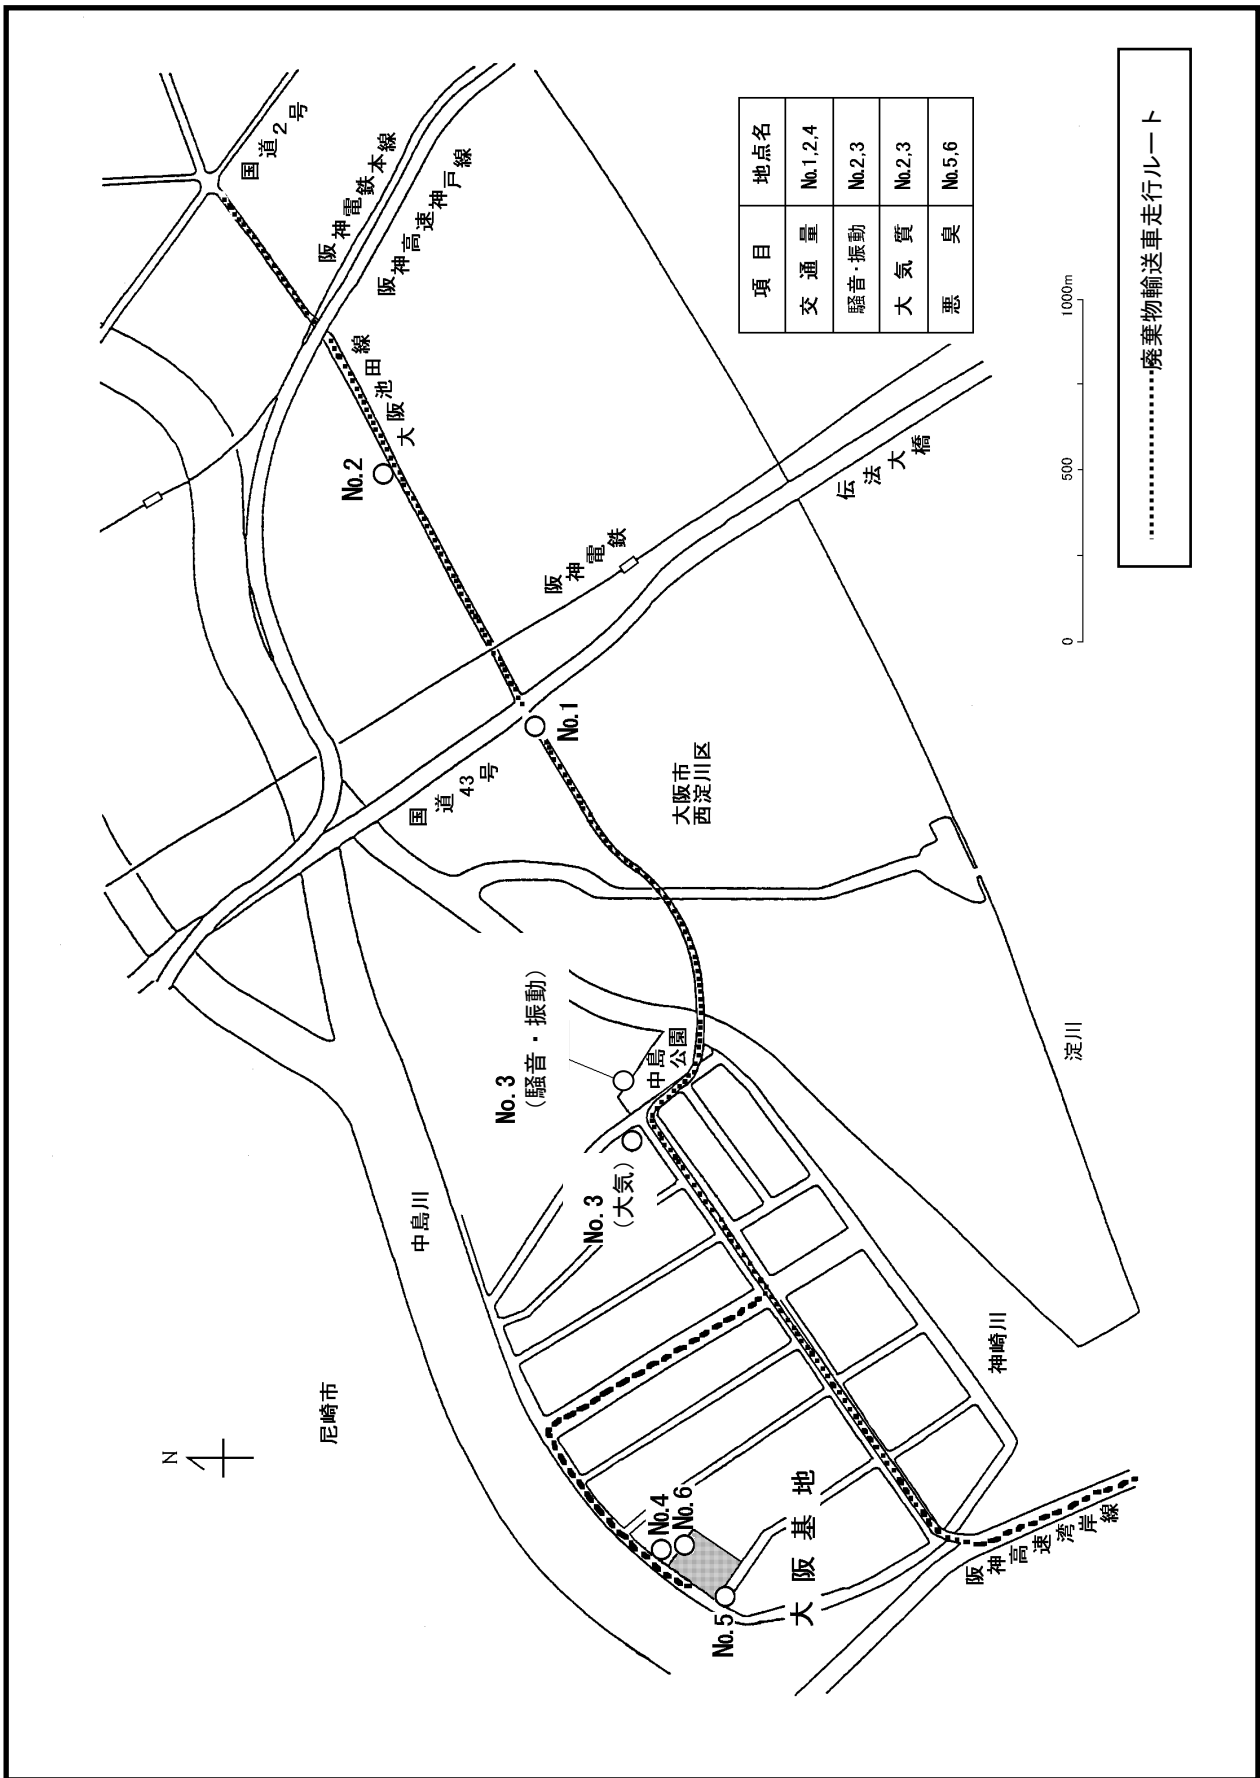 N
尼崎市
中島川
国道2号
阪神電鉄本線
阪神高速神戸線
大阪池田線
No.2
阪神電鉄
伝法大橋
No.1
国道43号
大阪市
西淀川区
No.3
(騒音・振動)
中島
公園
No.3
(大気)
淀川
神崎川
No.4
No.6
No.5
大阪基地
阪神高速湾岸線
項目 地点名
交通量 No.1,2,4
騒音・振動 No.2,3
大気質 No.2,3
悪臭 No.5,6
0 500 1000m
廃棄物輸送車走行ルート